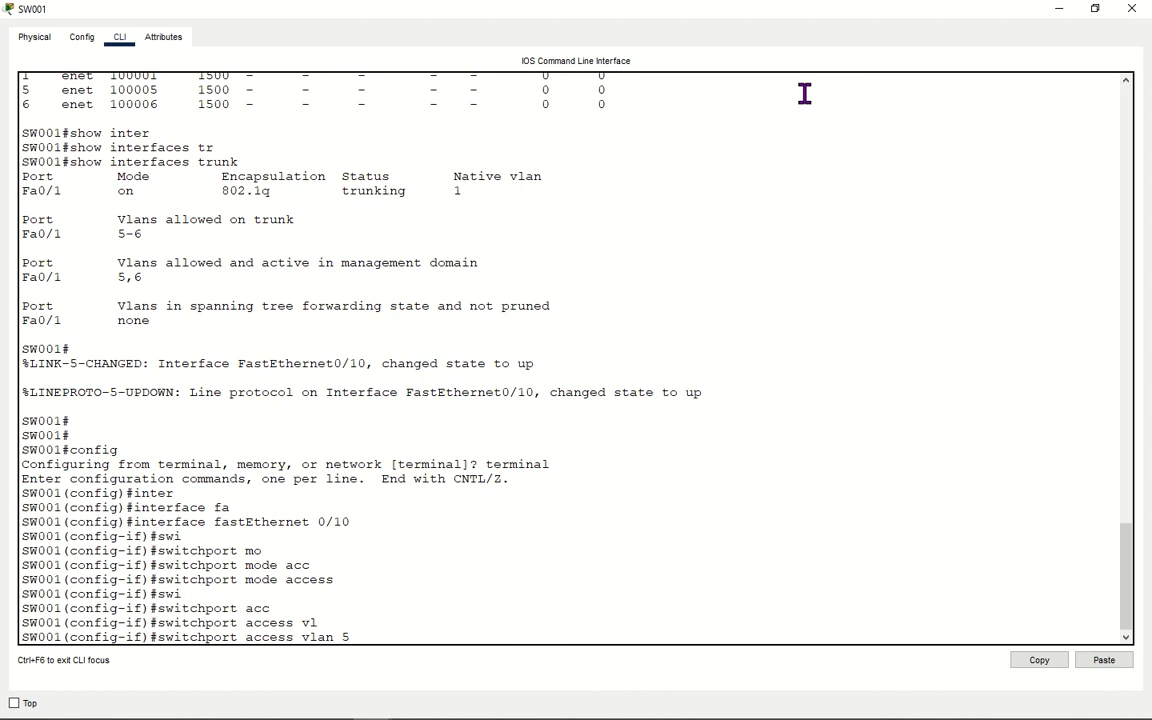 SW001
Physical Config CLI Attributes
IOS Command Line Interface
1 enet 100001 1500 - - - - - 0 0
5 enet 100005 1500 - - - - - 0 0
6 enet 100006 1500 - - - - - 0 0
SW001#show inter
SW001#show interfaces tr
SW001#show interfaces trunk
Port Mode Encapsulation Status Native vlan
Fa0/1 on 802.1q trunking 1
Port Vlans allowed on trunk
Fa0/1 5-6
Port Vlans allowed and active in management domain
Fa0/1 5,6
Port Vlans in spanning tree forwarding state and not pruned
Fa0/1 none
SW001#
%LINK-5-CHANGED: Interface FastEthernet0/10, changed state to up
%LINEPROTO-5-UPDOWN: Line protocol on Interface FastEthernet0/10, changed state to up
SW001#
SW001#
SW001#config
Configuring from terminal, memory, or network [terminal]? terminal
Enter configuration commands, one per line. End with CNTL/Z.
SW001(config)#inter
SW001(config)#interface fa
SW001(config)#interface fastEthernet 0/10
SW001(config-if)#swi
SW001(config-if)#switchport mo
SW001(config-if)#switchport mode acc
SW001(config-if)#switchport mode access
SW001(config-if)#swi
SW001(config-if)#switchport acc
SW001(config-if)#switchport access vl
SW001(config-if)#switchport access vlan 5
Ctrl+F6 to exit CLI focus
Copy Paste
Top